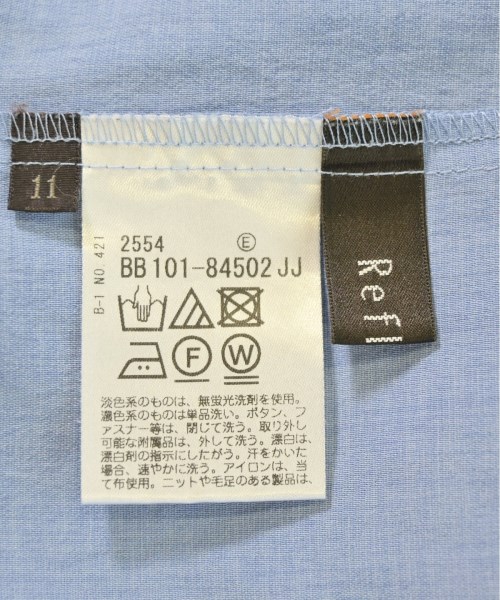 11
B-1 NO.421
2554 Ⓔ
BB101-84502JJ
F W
淡色系のものは、無蛍光洗剤を使用。
濃色系のものは単品洗い。ボタン、フ
ァスナー等は、閉じて洗う。取り外し
可能な附属品は、外して洗う。漂白は、
漂白剤の指示にしたがう。汗をかいた
場合、速やかに洗う。アイロンは、当
て布使用。ニットや毛足のある製品は、